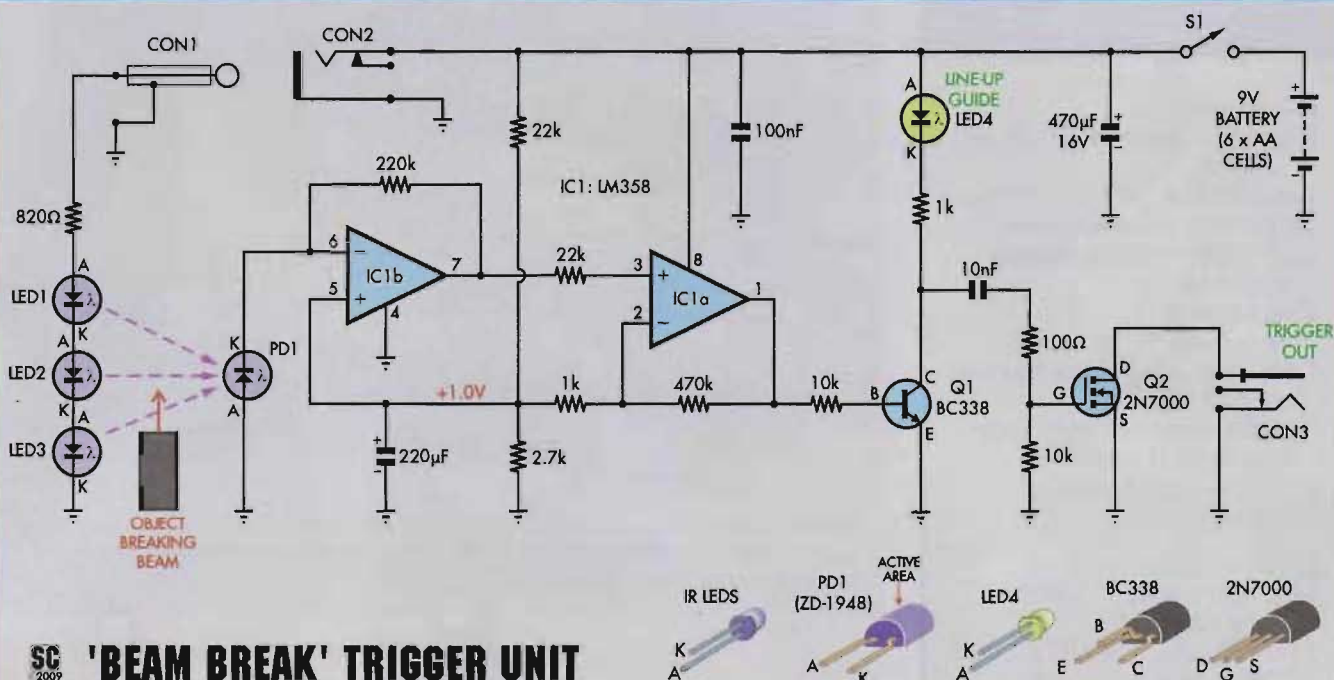 CON1
CON2
S1
A
LINE-UP
GUIDE
LED4
K
22k
100nF
470µF
16V
+
−
9V
BATTERY
(6 x AA
CELLS)
+
−
220k
IC1: LM358
1k
820Ω
6
−
IC1b
7
5
+
4
22k
3
+
8
IC1a
1
2
−
10nF
A
LED1
λ
K
A
LED2
λ
K
A
LED3
λ
K
K
PD1
λ
A
100Ω
TRIGGER
OUT
+1.0V
1k
470k
10k
B
C
Q1
BC338
E
G
D
Q2
2N7000
S
CON3
+
220µF
−
2.7k
10k
OBJECT
BREAKING
BEAM
SC
2009
'BEAM BREAK' TRIGGER UNIT
IR LEDS
K
A
PD1
(ZD-1948)
ACTIVE
AREA
A
K
LED4
K
A
BC338
B
E
C
2N7000
D
G
S